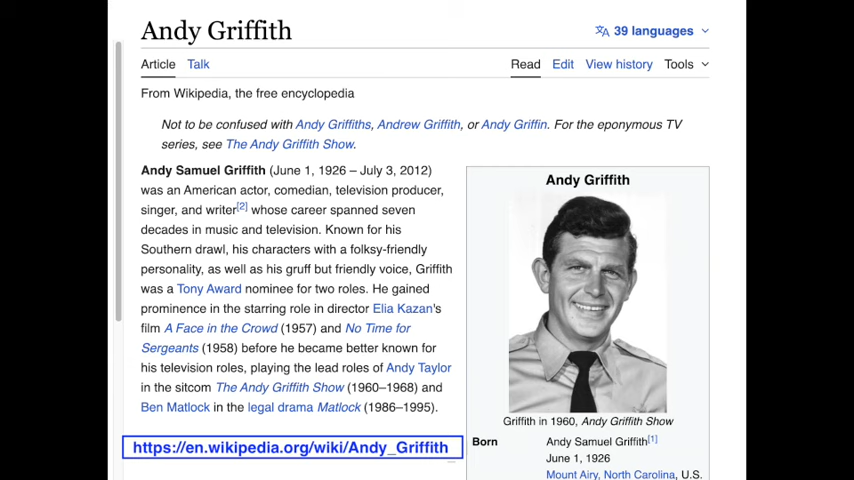 Andy Griffith
39 languages
Article Talk Read Edit View history Tools
From Wikipedia, the free encyclopedia
Not to be confused with Andy Griffiths, Andrew Griffith, or Andy Griffin. For the eponymous TV
series, see The Andy Griffith Show.
Andy Samuel Griffith (June 1, 1926 – July 3, 2012)
was an American actor, comedian, television producer,
singer, and writer[2] whose career spanned seven
decades in music and television. Known for his
Southern drawl, his characters with a folksy-friendly
personality, as well as his gruff but friendly voice, Griffith
was a Tony Award nominee for two roles. He gained
prominence in the starring role in director Elia Kazan's
film A Face in the Crowd (1957) and No Time for
Sergeants (1958) before he became better known for
his television roles, playing the lead roles of Andy Taylor
in the sitcom The Andy Griffith Show (1960–1968) and
Ben Matlock in the legal drama Matlock (1986–1995).
https://en.wikipedia.org/wiki/Andy_Griffith
Andy Griffith
Griffith in 1960, Andy Griffith Show
Born Andy Samuel Griffith[1]
June 1, 1926
Mount Airy, North Carolina, U.S.